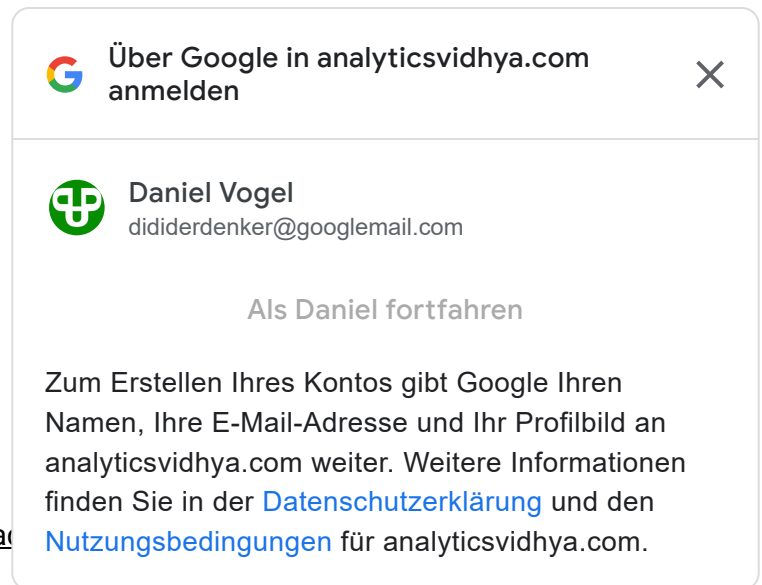 Über Google in analyticsvidhya.com
anmelden
Daniel Vogel
dididerdenker@googlemail.com
Als Daniel fortfahren
Zum Erstellen Ihres Kontos gibt Google Ihren
Namen, Ihre E-Mail-Adresse und Ihr Profilbild an
analyticsvidhya.com weiter. Weitere Informationen
finden Sie in der Datenschutzerklärung und den
Nutzungsbedingungen für analyticsvidhya.com.